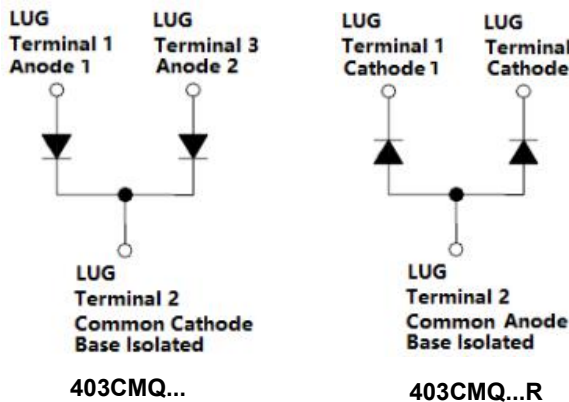 LUG
Terminal 1
Anode 1
LUG
Terminal 3
Anode 2
LUG
Terminal 2
Common Cathode
Base Isolated
403CMQ...
LUG
Terminal 1
Cathode 1
LUG
Terminal
Cathode
LUG
Terminal 2
Common Anode
Base Isolated
403CMQ...R